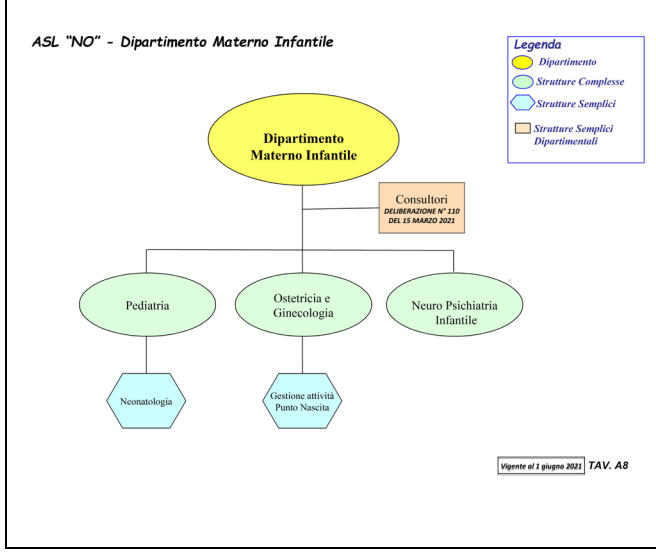 ASL “NO” - Dipartimento Materno Infantile
Legenda
Dipartimento
Strutture Complesse
Strutture Semplici
Strutture Semplici
Dipartimentali
Dipartimento
Materno Infantile
Consultori
DELIBERAZIONE N° 110
DEL 15 MARZO 2021
Pediatria
Ostetricia e
Ginecologia
Neuro Psichiatria
Infantile
Neonatologia
Gestione attività
Punto Nascita
Vigente al 1 giugno 2021 TAV. A8